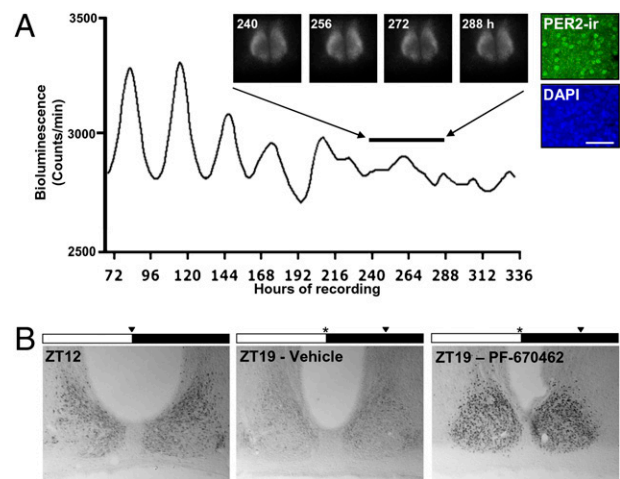 A
3500
3000
2500
Bioluminescence
(Counts/min)
240
256
272
288 h
PER2-ir
DAPI
72 96 120 144 168 192 216 240 264 288 312 336
Hours of recording
B
*
*
ZT12
ZT19 - Vehicle
ZT19 – PF-670462